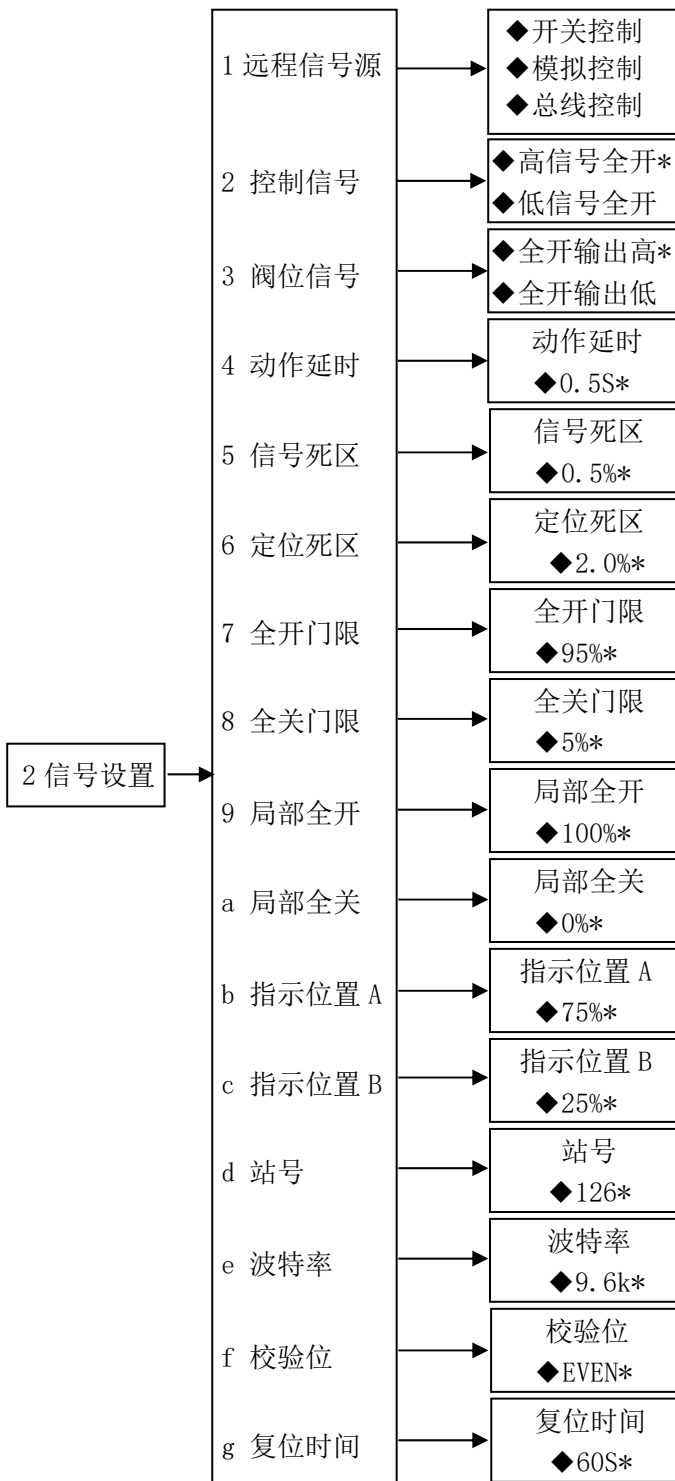 2 信号设置
1 远程信号源
◆开关控制
◆模拟控制
◆总线控制
2 控制信号
◆高信号全开*
◆低信号全开
3 阀位信号
◆全开输出高*
◆全开输出低
4 动作延时
动作延时
◆0.5S*
5 信号死区
信号死区
◆0.5%*
6 定位死区
定位死区
◆2.0%*
7 全开门限
全开门限
◆95%*
8 全关门限
全关门限
◆5%*
9 局部全开
局部全开
◆100%*
a 局部全关
局部全关
◆0%*
b 指示位置 A
指示位置 A
◆75%*
c 指示位置 B
指示位置 B
◆25%*
d 站号
站号
◆126*
e 波特率
波特率
◆9.6k*
f 校验位
校验位
◆EVEN*
g 复位时间
复位时间
◆60S*